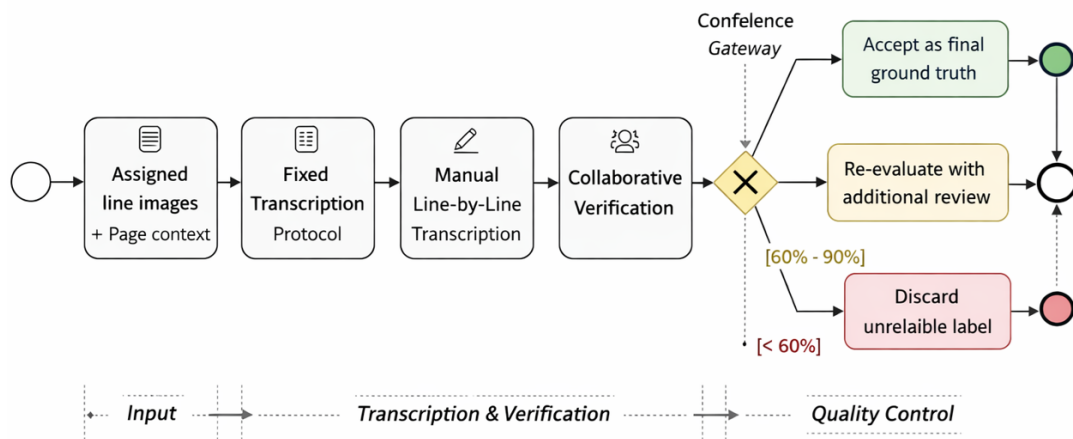 Assigned
line images
+ Page context
Fixed
Transcription
Protocol
Manual
Line-by-Line
Transcription
Collaborative
Verification
Confelence
Gateway
Accept as final
ground truth
Re-evaluate with
additional review
[60% - 90%]
Discard
unrelaible label
[< 60%]
Input
Transcription & Verification
Quality Control